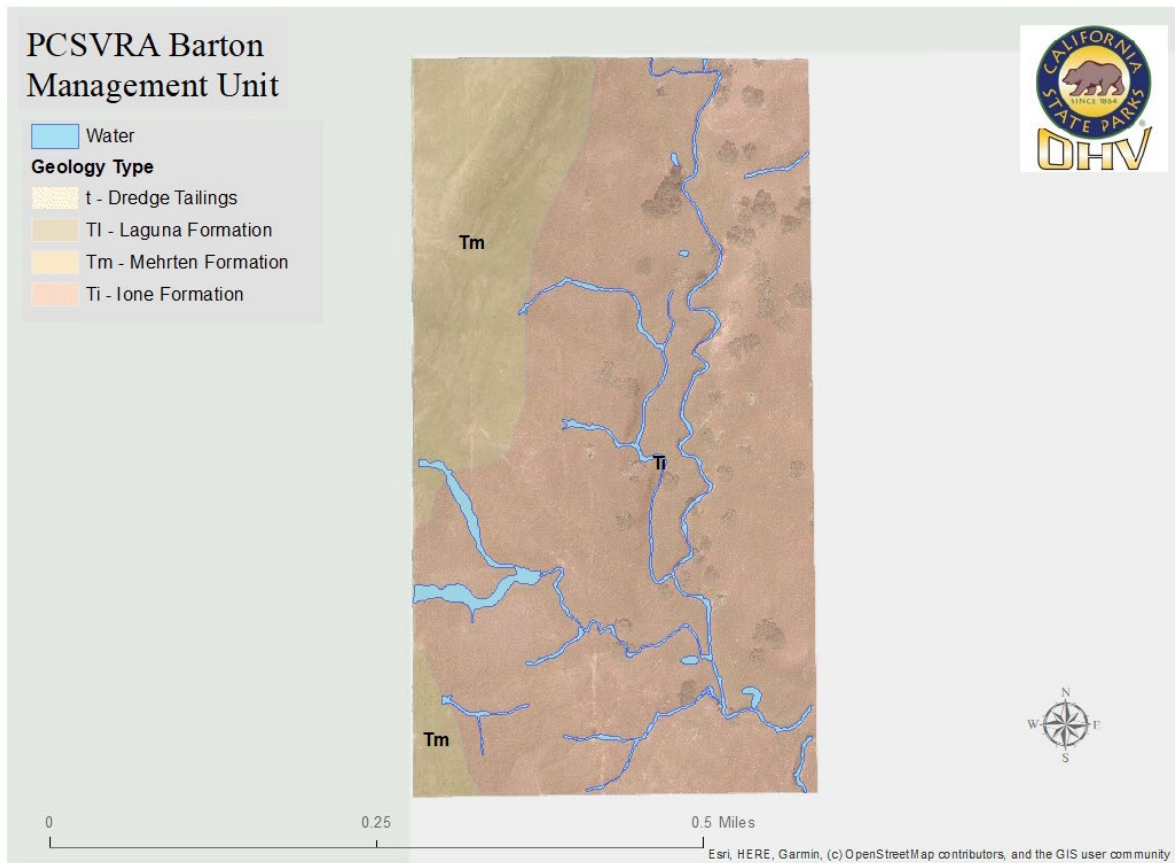 PCSVRA Barton
Management Unit
Water
Geology Type
t - Dredge Tailings
Tl - Laguna Formation
Tm - Mehrten Formation
Ti - Ione Formation
CALIFORNIA
STATE PARKS
SINCE 1864
OHV
Tm
Ti
Tm
N
W E
S
0 0.25 0.5 Miles
Esri, HERE, Garmin, (c) OpenStreetMap contributors, and the GIS user community